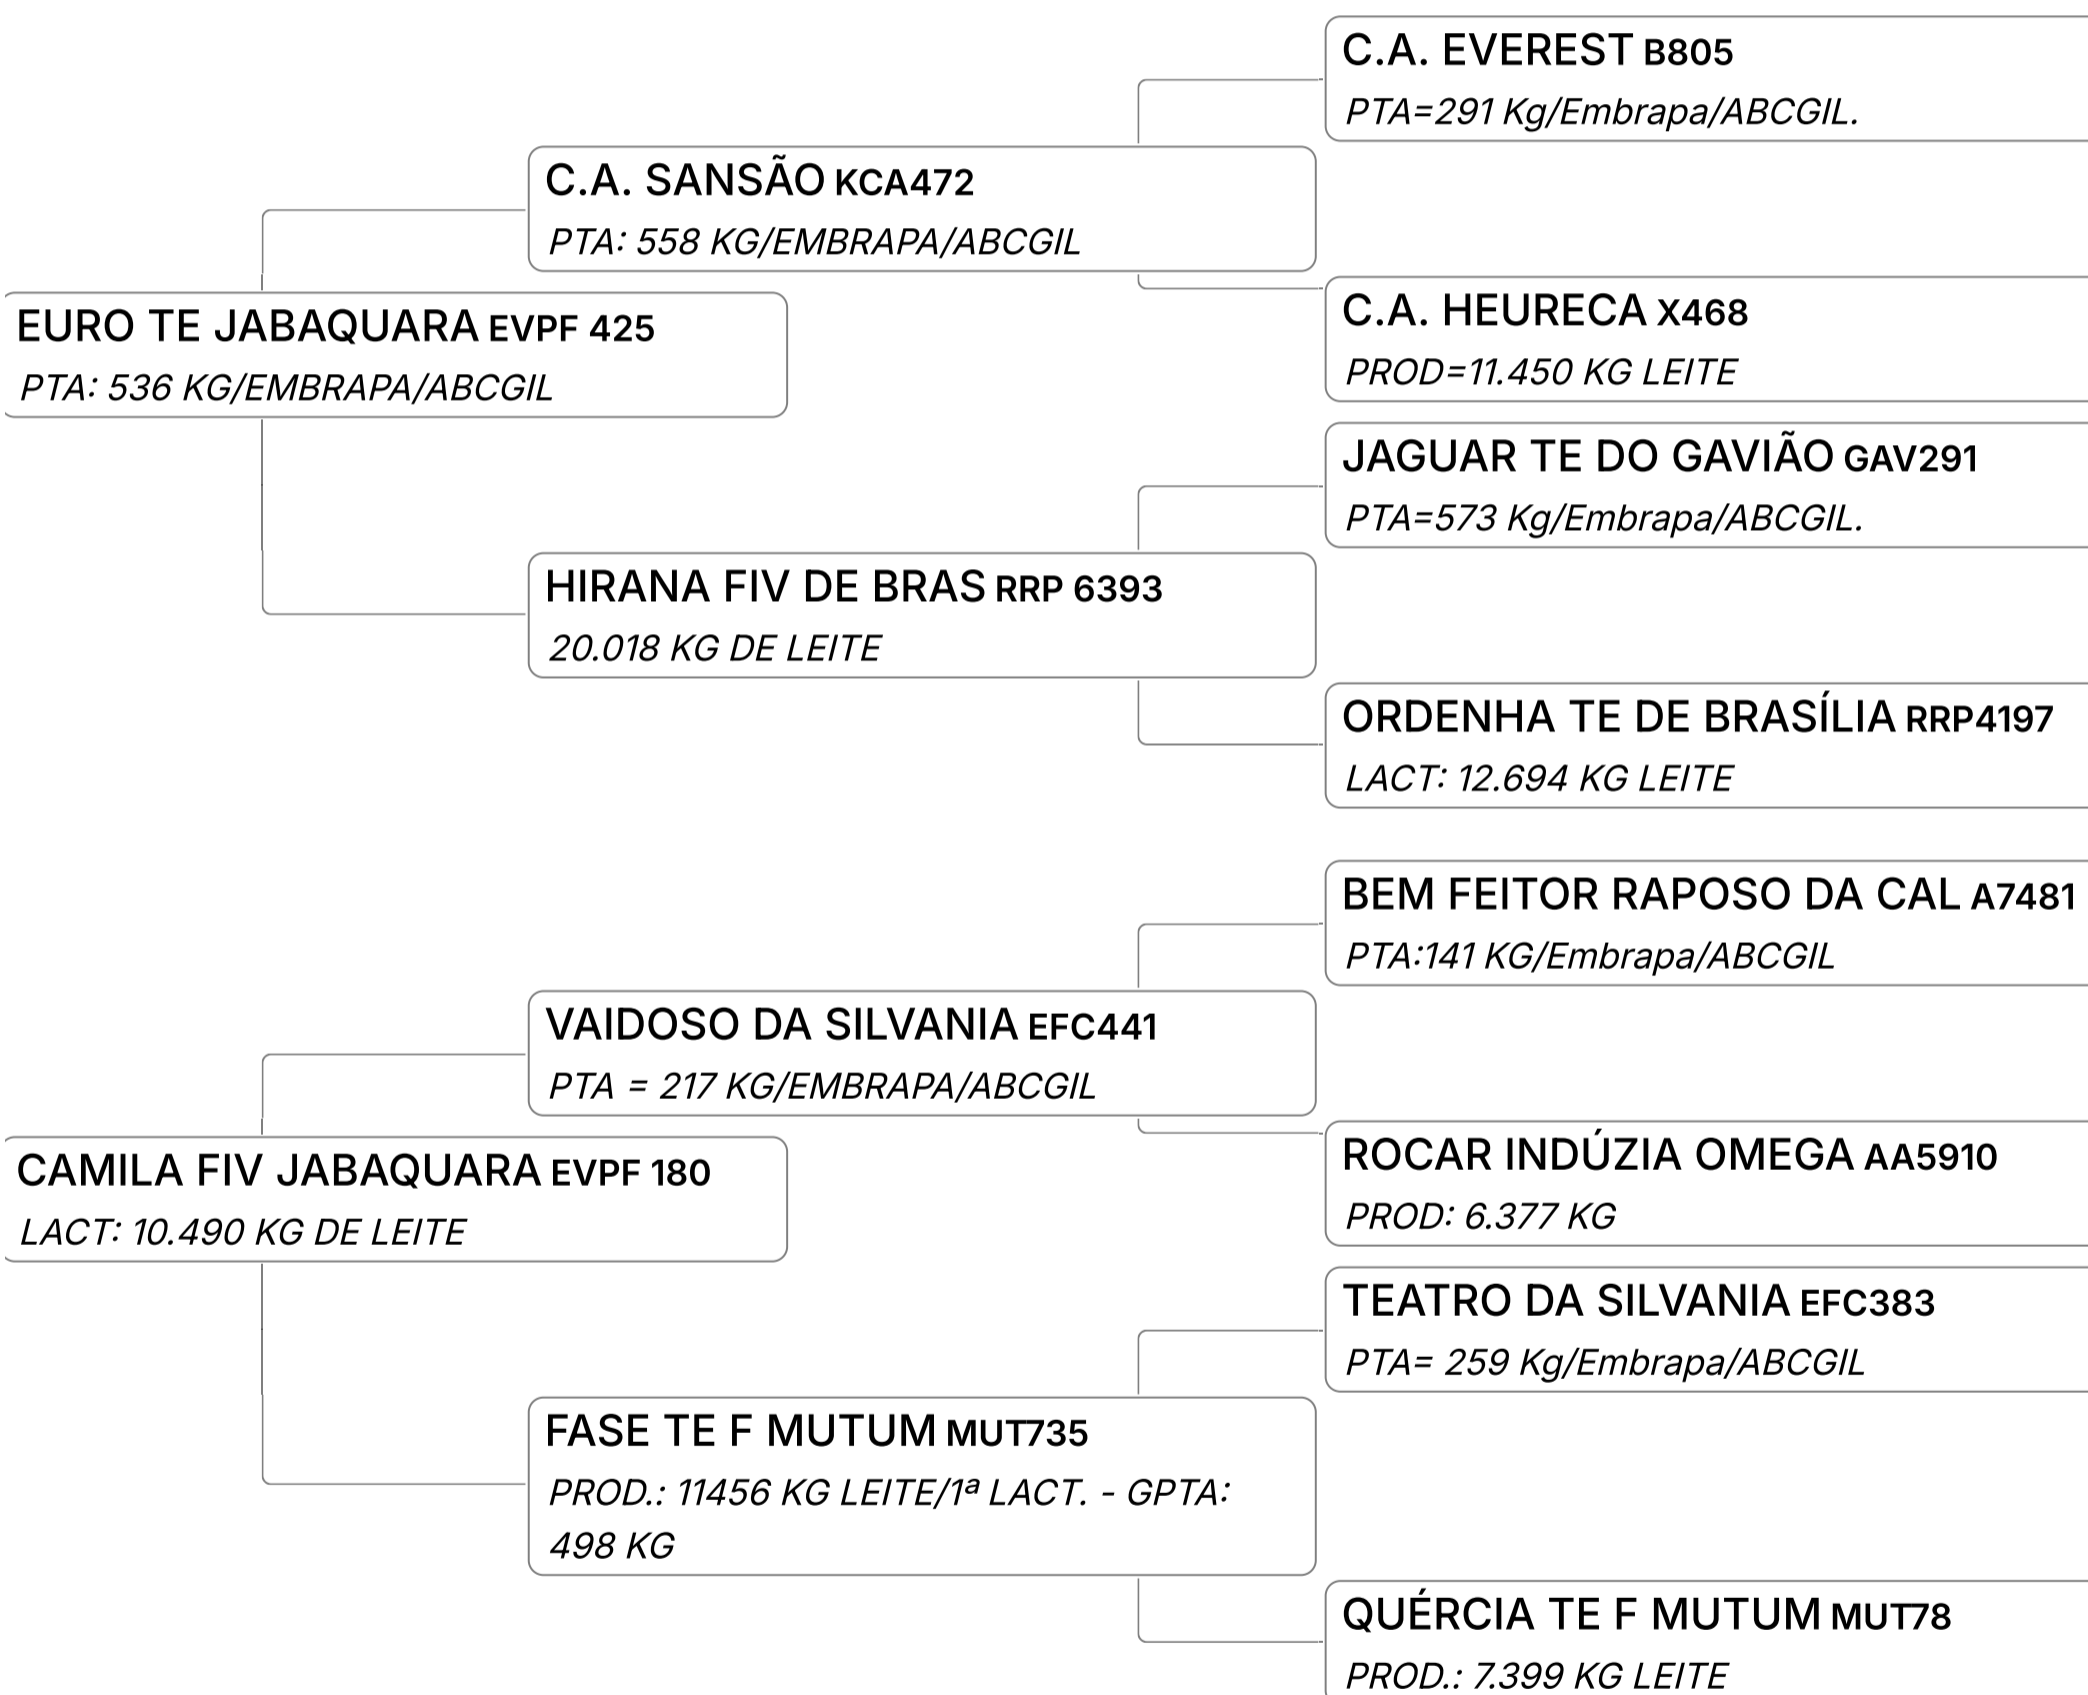 C.A. EVEREST B805
PTA=291 Kg/Embrapa/ABCGIL.
C.A. SANSÃO KCA472
PTA: 558 KG/EMBRAPA/ABCGIL
C.A. HEURECA X468
PROD=11.450 KG LEITE
EURO TE JABAQUARA EVPF 425
PTA: 536 KG/EMBRAPA/ABCGIL
JAGUAR TE DO GAVIÃO GAV291
PTA=573 Kg/Embrapa/ABCGIL.
HIRANA FIV DE BRAS RRP 6393
20.018 KG DE LEITE
ORDENHA TE DE BRASÍLIA RRP4197
LACT: 12.694 KG LEITE
BEM FEITOR RAPOSO DA CAL A7481
PTA:141 KG/Embrapa/ABCGIL
VAIDOSO DA SILVANIA EFC441
PTA = 217 KG/EMBRAPA/ABCGIL
ROCAR INDÚZIA OMEGA AA5910
PROD: 6.377 KG
CAMILA FIV JABAQUARA EVPF 180
LACT: 10.490 KG DE LEITE
TEATRO DA SILVANIA EFC383
PTA= 259 Kg/Embrapa/ABCGIL
FASE TE F MUTUM MUT735
PROD.: 11456 KG LEITE/1ª LACT. - GPTA:
498 KG
QUÉRCIA TE F MUTUM MUT78
PROD.: 7.399 KG LEITE